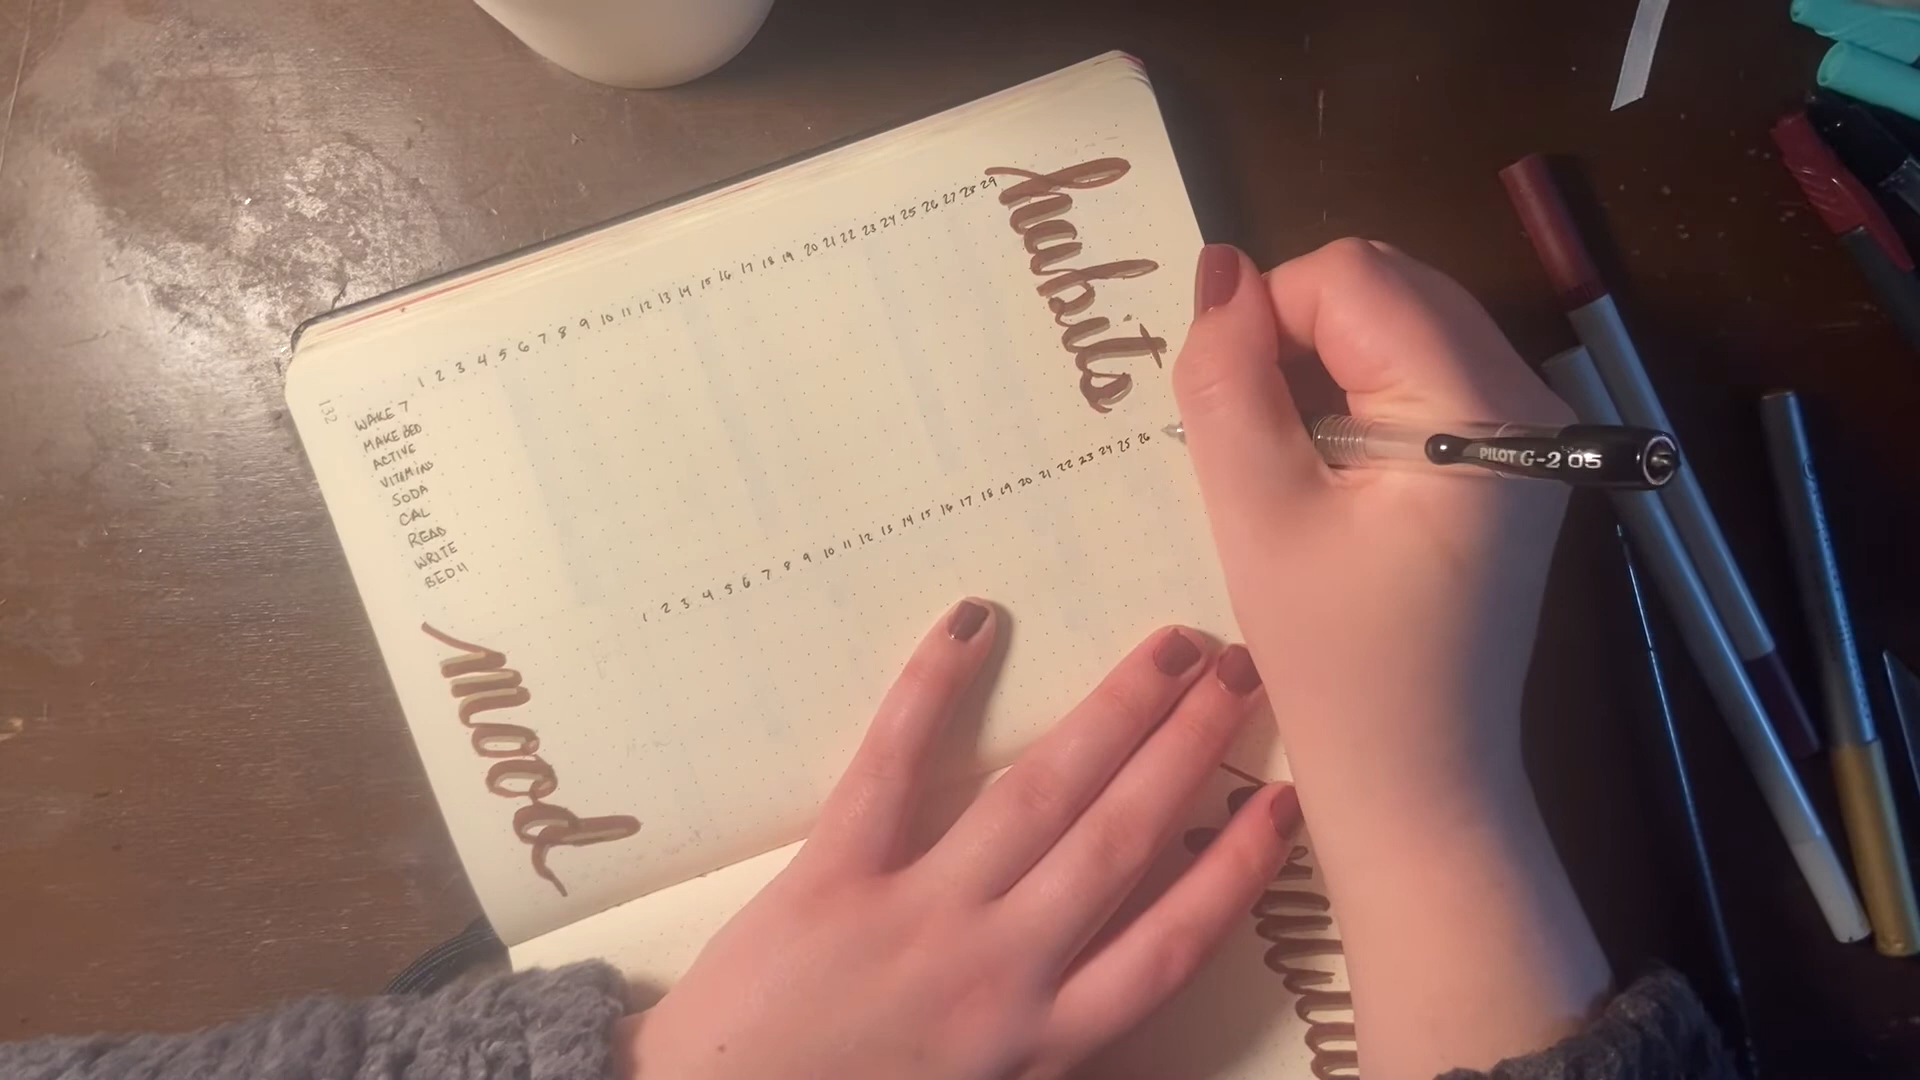 habits
1 2 3 4 5 6 7 8 9 10 11 12 13 14 15 16 17 18 19 20 21 22 23 24 25 26 27 28 29
132
WAKE 7
MAKE BED
ACTIVE
VITAMINS
SODA
CAL
READ
WRITE
BED 11
1 2 3 4 5 6 7 8 9 10 11 12 13 14 15 16 17 18 19 20 21 22 23 24 25 26
mood
PILOT G-2 05